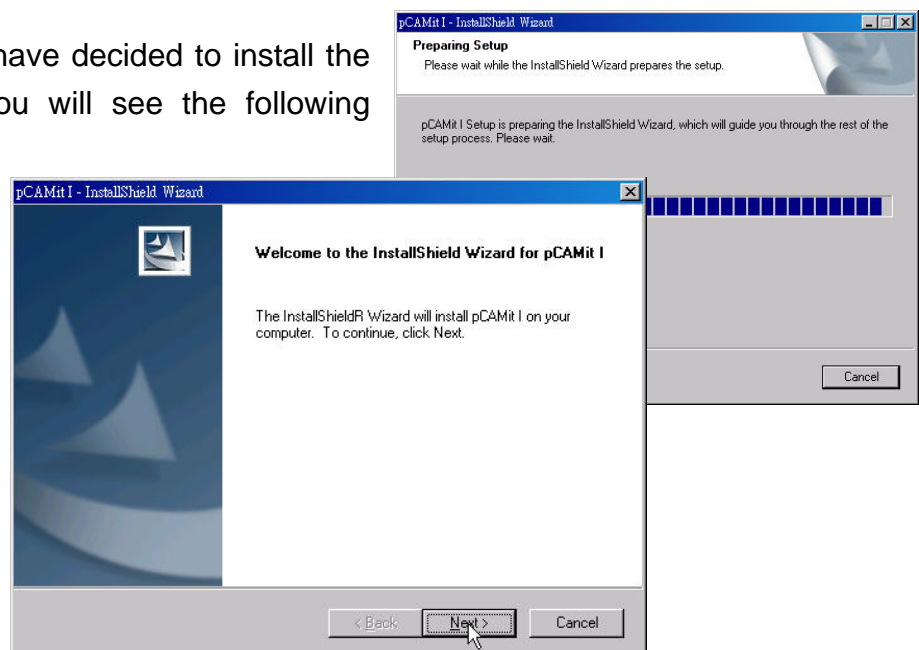 have decided to install the
ou will see the following
pCAMit I - InstallShield Wizard
Preparing Setup
Please wait while the InstallShield Wizard prepares the setup.
pCAMit I Setup is preparing the InstallShield Wizard, which will guide you through the rest of the
setup process. Please wait.
Cancel
pCAMit I - InstallShield Wizard
Welcome to the InstallShield Wizard for pCAMit I
The InstallShieldR Wizard will install pCAMit I on your
computer. To continue, click Next.
< Back Next > Cancel